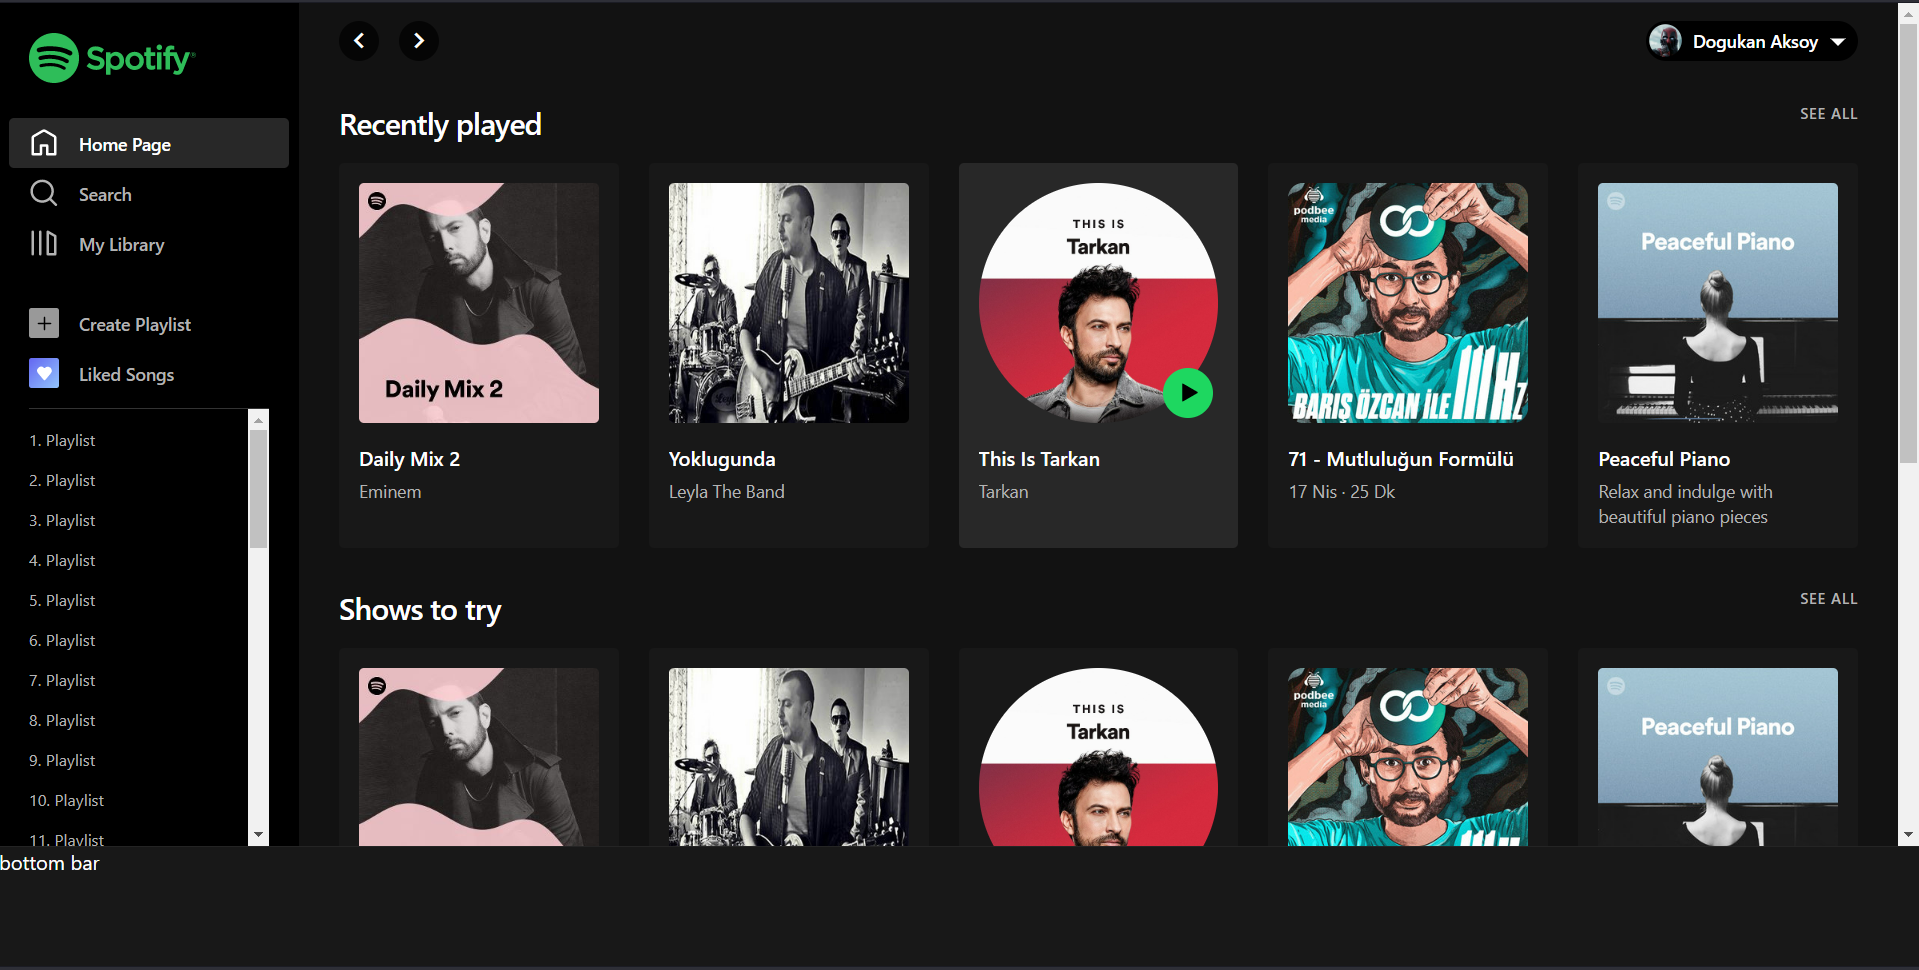 Spotify
Home Page
Search
My Library
Create Playlist
Liked Songs
1. Playlist
2. Playlist
3. Playlist
4. Playlist
5. Playlist
6. Playlist
7. Playlist
8. Playlist
9. Playlist
10. Playlist
11. Playlist
Dogukan Aksoy
Recently played
SEE ALL
Daily Mix 2
Daily Mix 2
Eminem
Yoklugunda
Leyla The Band
THIS IS
Tarkan
This Is Tarkan
Tarkan
podbee
media
BARIŞ ÖZCAN İLE 111Hz
71 - Mutluluğun Formülü
17 Nis · 25 Dk
Peaceful Piano
Peaceful Piano
Relax and indulge with
beautiful piano pieces
Shows to try
SEE ALL
THIS IS
Tarkan
podbee
media
Peaceful Piano
bottom bar